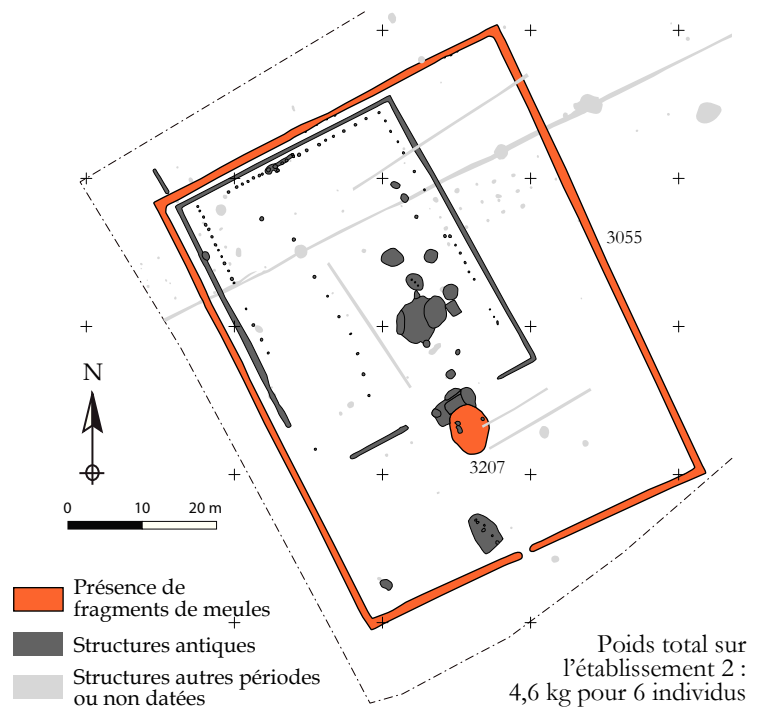 3055
N
3207
0 10 20 m
Présence de
fragments de meules
Structures antiques
Structures autres périodes
ou non datées
Poids total sur
l'établissement 2 :
4,6 kg pour 6 individus